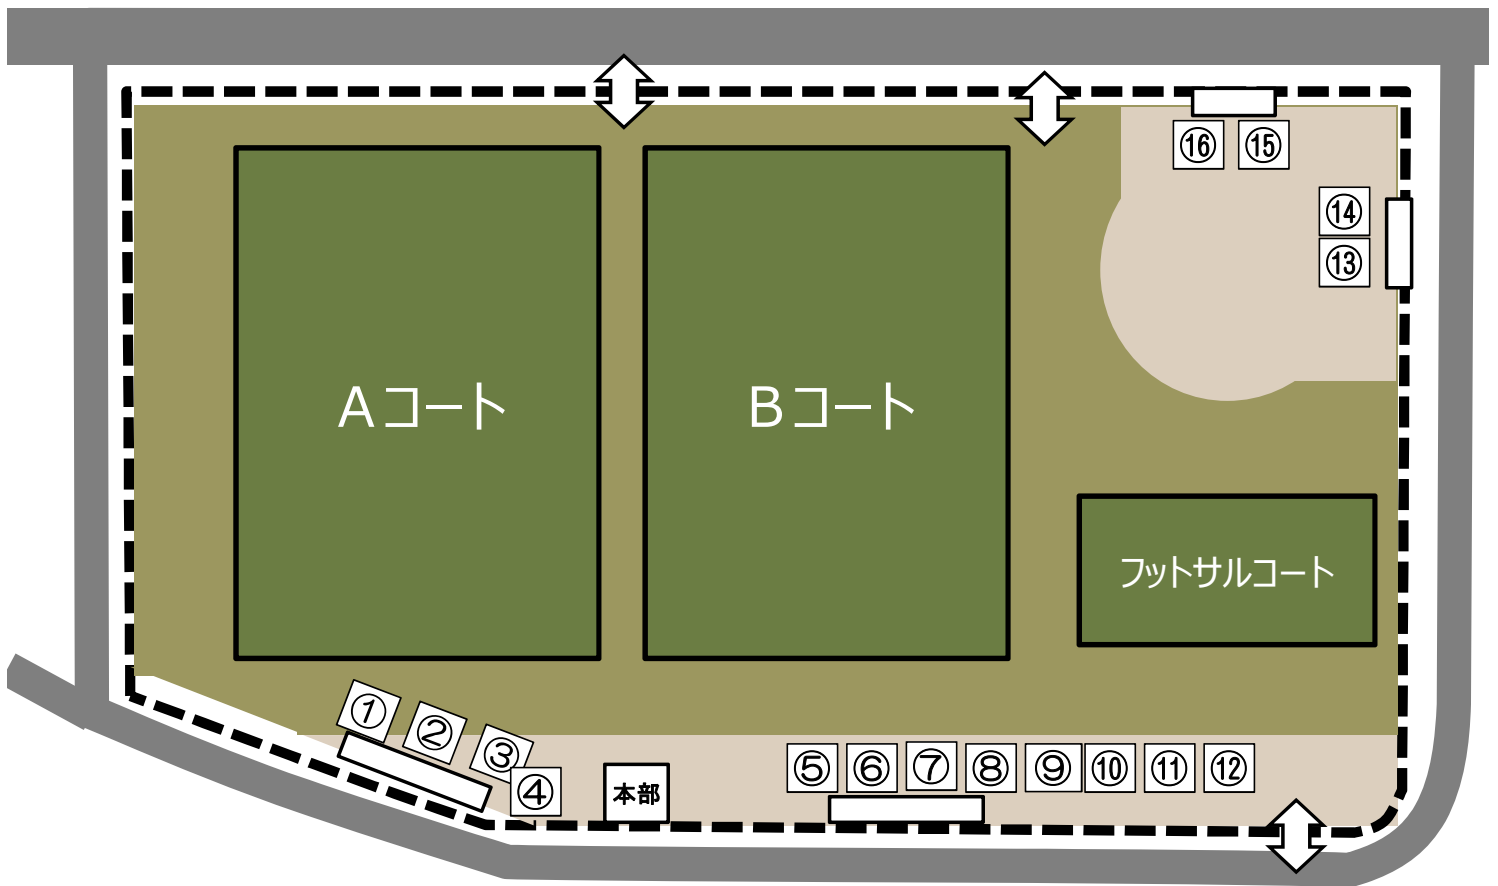 ⑯ ⑮
⑭
⑬
Aコート
Bコート
フットサルコート
① ② ③ ④
本部
⑤ ⑥ ⑦ ⑧ ⑨ ⑩ ⑪ ⑫